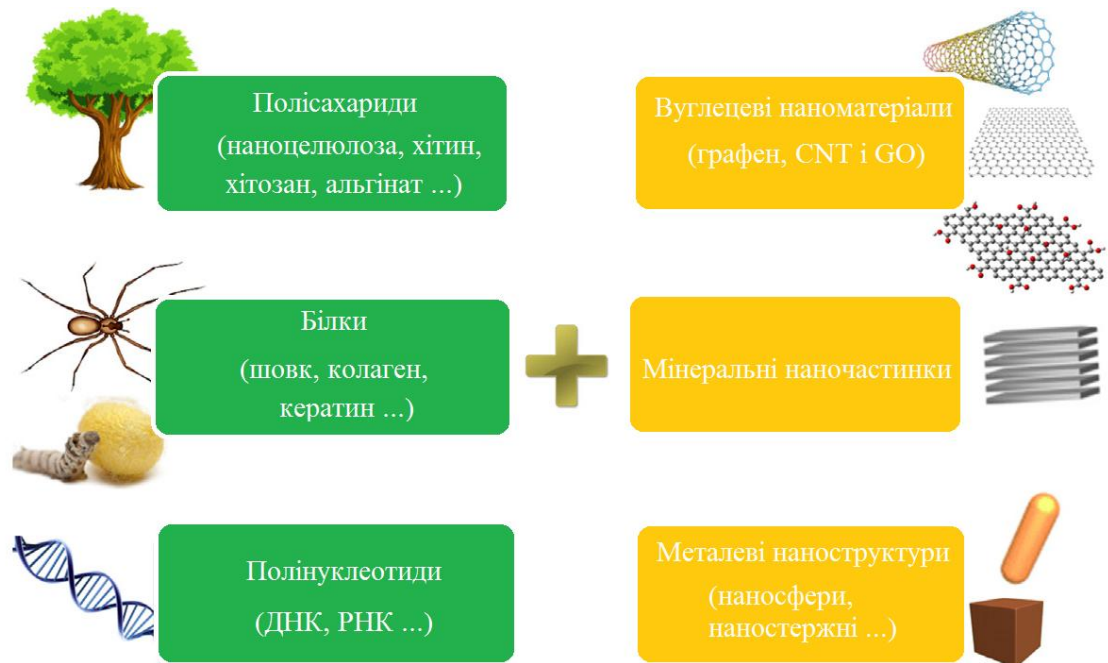 Полісахариди
(наноцелюлоза, хітин,
хітозан, альгінат ...)
Вуглецеві наноматеріали
(графен, CNT і GO)
Білки
(шовк, колаген,
кератин ...)
Мінеральні наночастинки
Полінуклеотиди
(ДНК, РНК ...)
Металеві наноструктури
(наносфери,
наностержні ...)